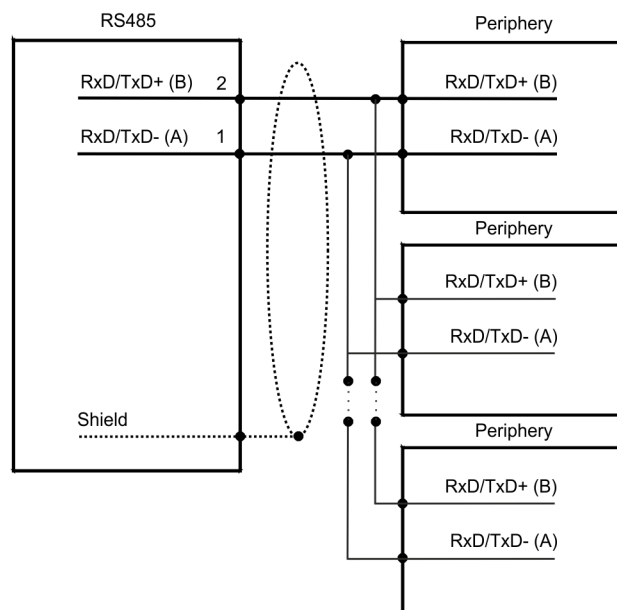 RS485
RxD/TxD+ (B) 2
RxD/TxD- (A) 1
Shield
Periphery
RxD/TxD+ (B)
RxD/TxD- (A)
Periphery
RxD/TxD+ (B)
RxD/TxD- (A)
Periphery
RxD/TxD+ (B)
RxD/TxD- (A)